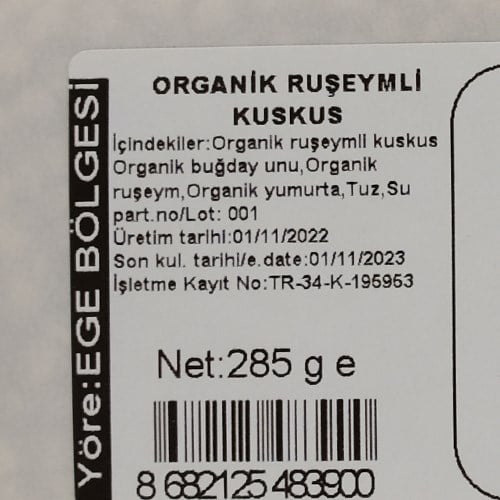 ORGANİK RUŞEYMLİ
KUSKUS
İçindekiler:Organik ruşeymli kuskus
Organik buğday unu,Organik
ruşeym,Organik yumurta,Tuz,Su
part.no/Lot: 001
Üretim tarihi:01/11/2022
Son kul. tarihi/e.date:01/11/2023
İşletme Kayıt No:TR-34-K-195953
Net:285 g e
8 682125 483900
Yöre:EGE BÖLGESİ